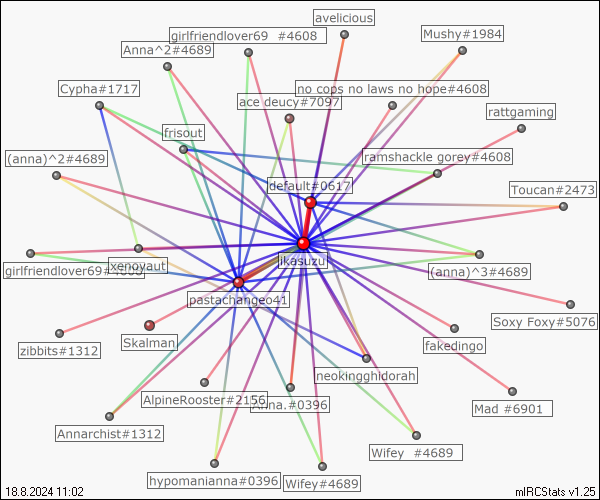 avelicious
girlfriendlover69 #4608
Mushy#1984
Anna^2#4689
Cypha#1717
no cops no laws no hope#4608
ace deucy#7097
rattgaming
frisout
(anna)^2#4689
ramshackle gorey#4608
Toucan#2473
default#0617
likesuzu
girlfriendlover69#4608
xenovaut
(anna)^3#4689
pastachangeo41
Soxy Foxy#5076
Skalman
zibbits#1312
fakedingo
neokingghidorah
AlpineRooster#2156
Anna.#0396
Mad #6901
Annarchist#1312
Wifey #4689
hypomanianna#0396
Wifey#4689
18.8.2024 11:02
mIRCStats v1.25